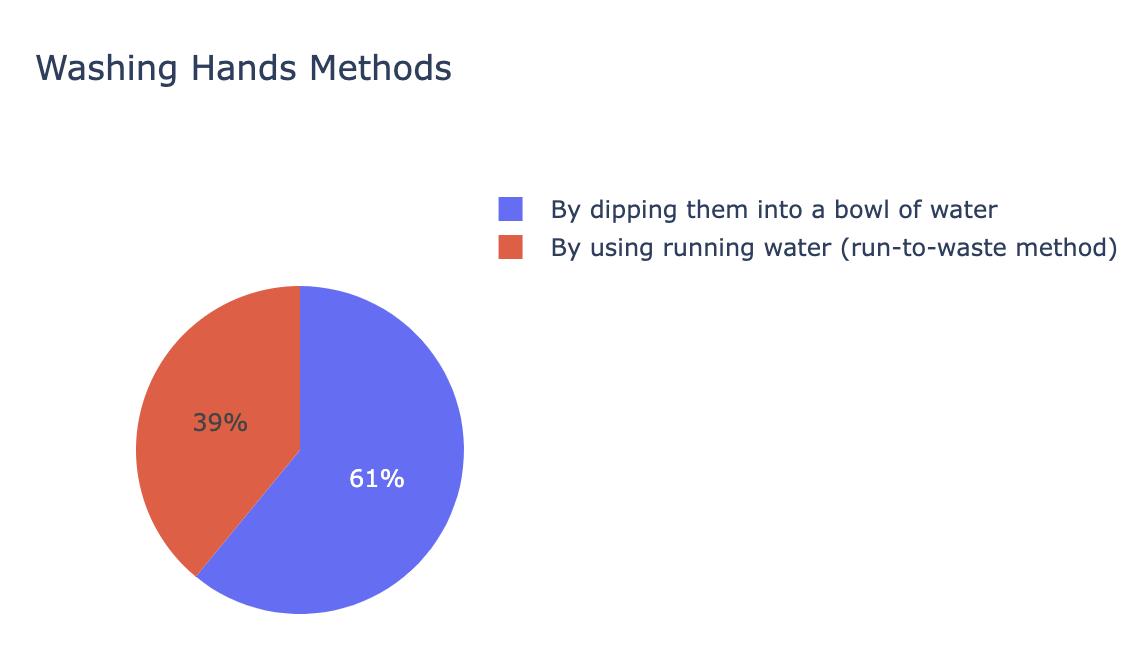 Washing Hands Methods
By dipping them into a bowl of water
By using running water (run-to-waste method)
39%
61%